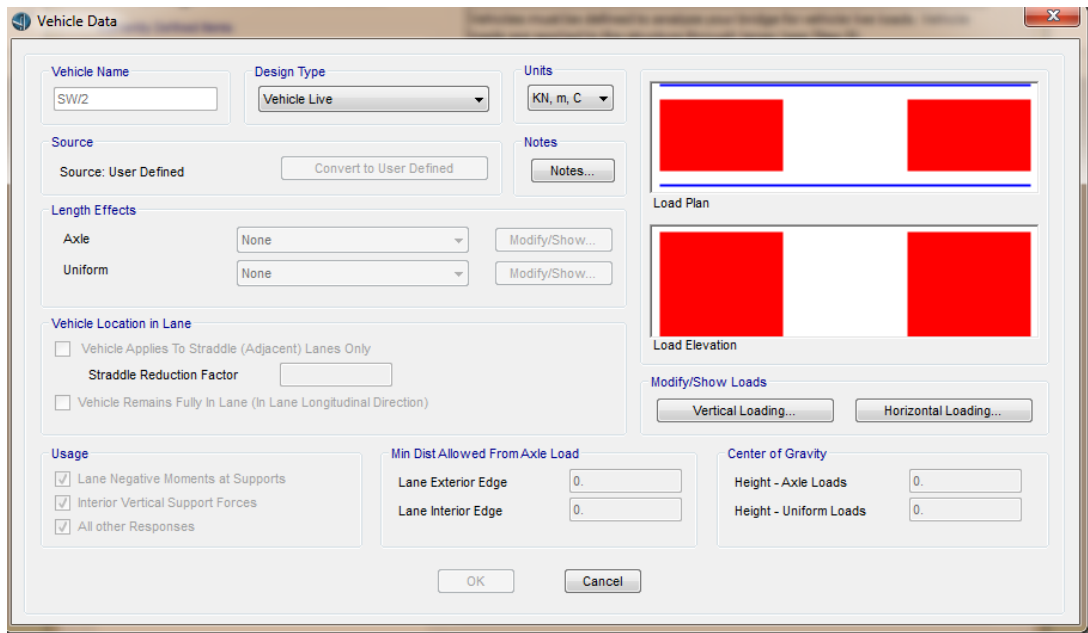 Vehicle Data
Vehicle Name
SW/2
Design Type
Vehicle Live
Units
KN, m, C
Source
Source: User Defined
Convert to User Defined
Notes
Notes...
Load Plan
Length Effects
Axle
None
Modify/Show...
Uniform
None
Modify/Show...
Load Elevation
Vehicle Location in Lane
Vehicle Applies To Straddle (Adjacent) Lanes Only
Straddle Reduction Factor
Vehicle Remains Fully In Lane (In Lane Longitudinal Direction)
Modify/Show Loads
Vertical Loading...
Horizontal Loading...
Usage
Lane Negative Moments at Supports
Interior Vertical Support Forces
All other Responses
Min Dist Allowed From Axle Load
Lane Exterior Edge
0.
Lane Interior Edge
0.
Center of Gravity
Height - Axle Loads
0.
Height - Uniform Loads
0.
OK
Cancel